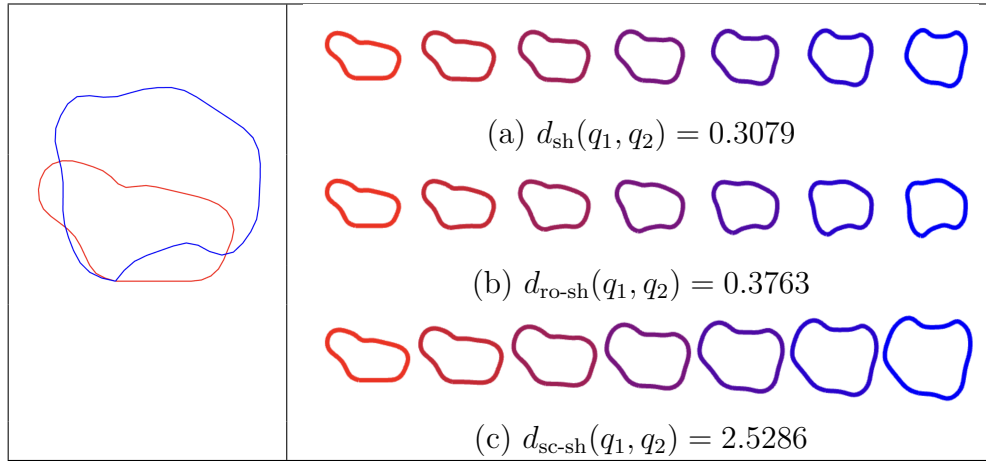 (a) d_sh(q_1, q_2) = 0.3079
(b) d_ro-sh(q_1, q_2) = 0.3763
(c) d_sc-sh(q_1, q_2) = 2.5286